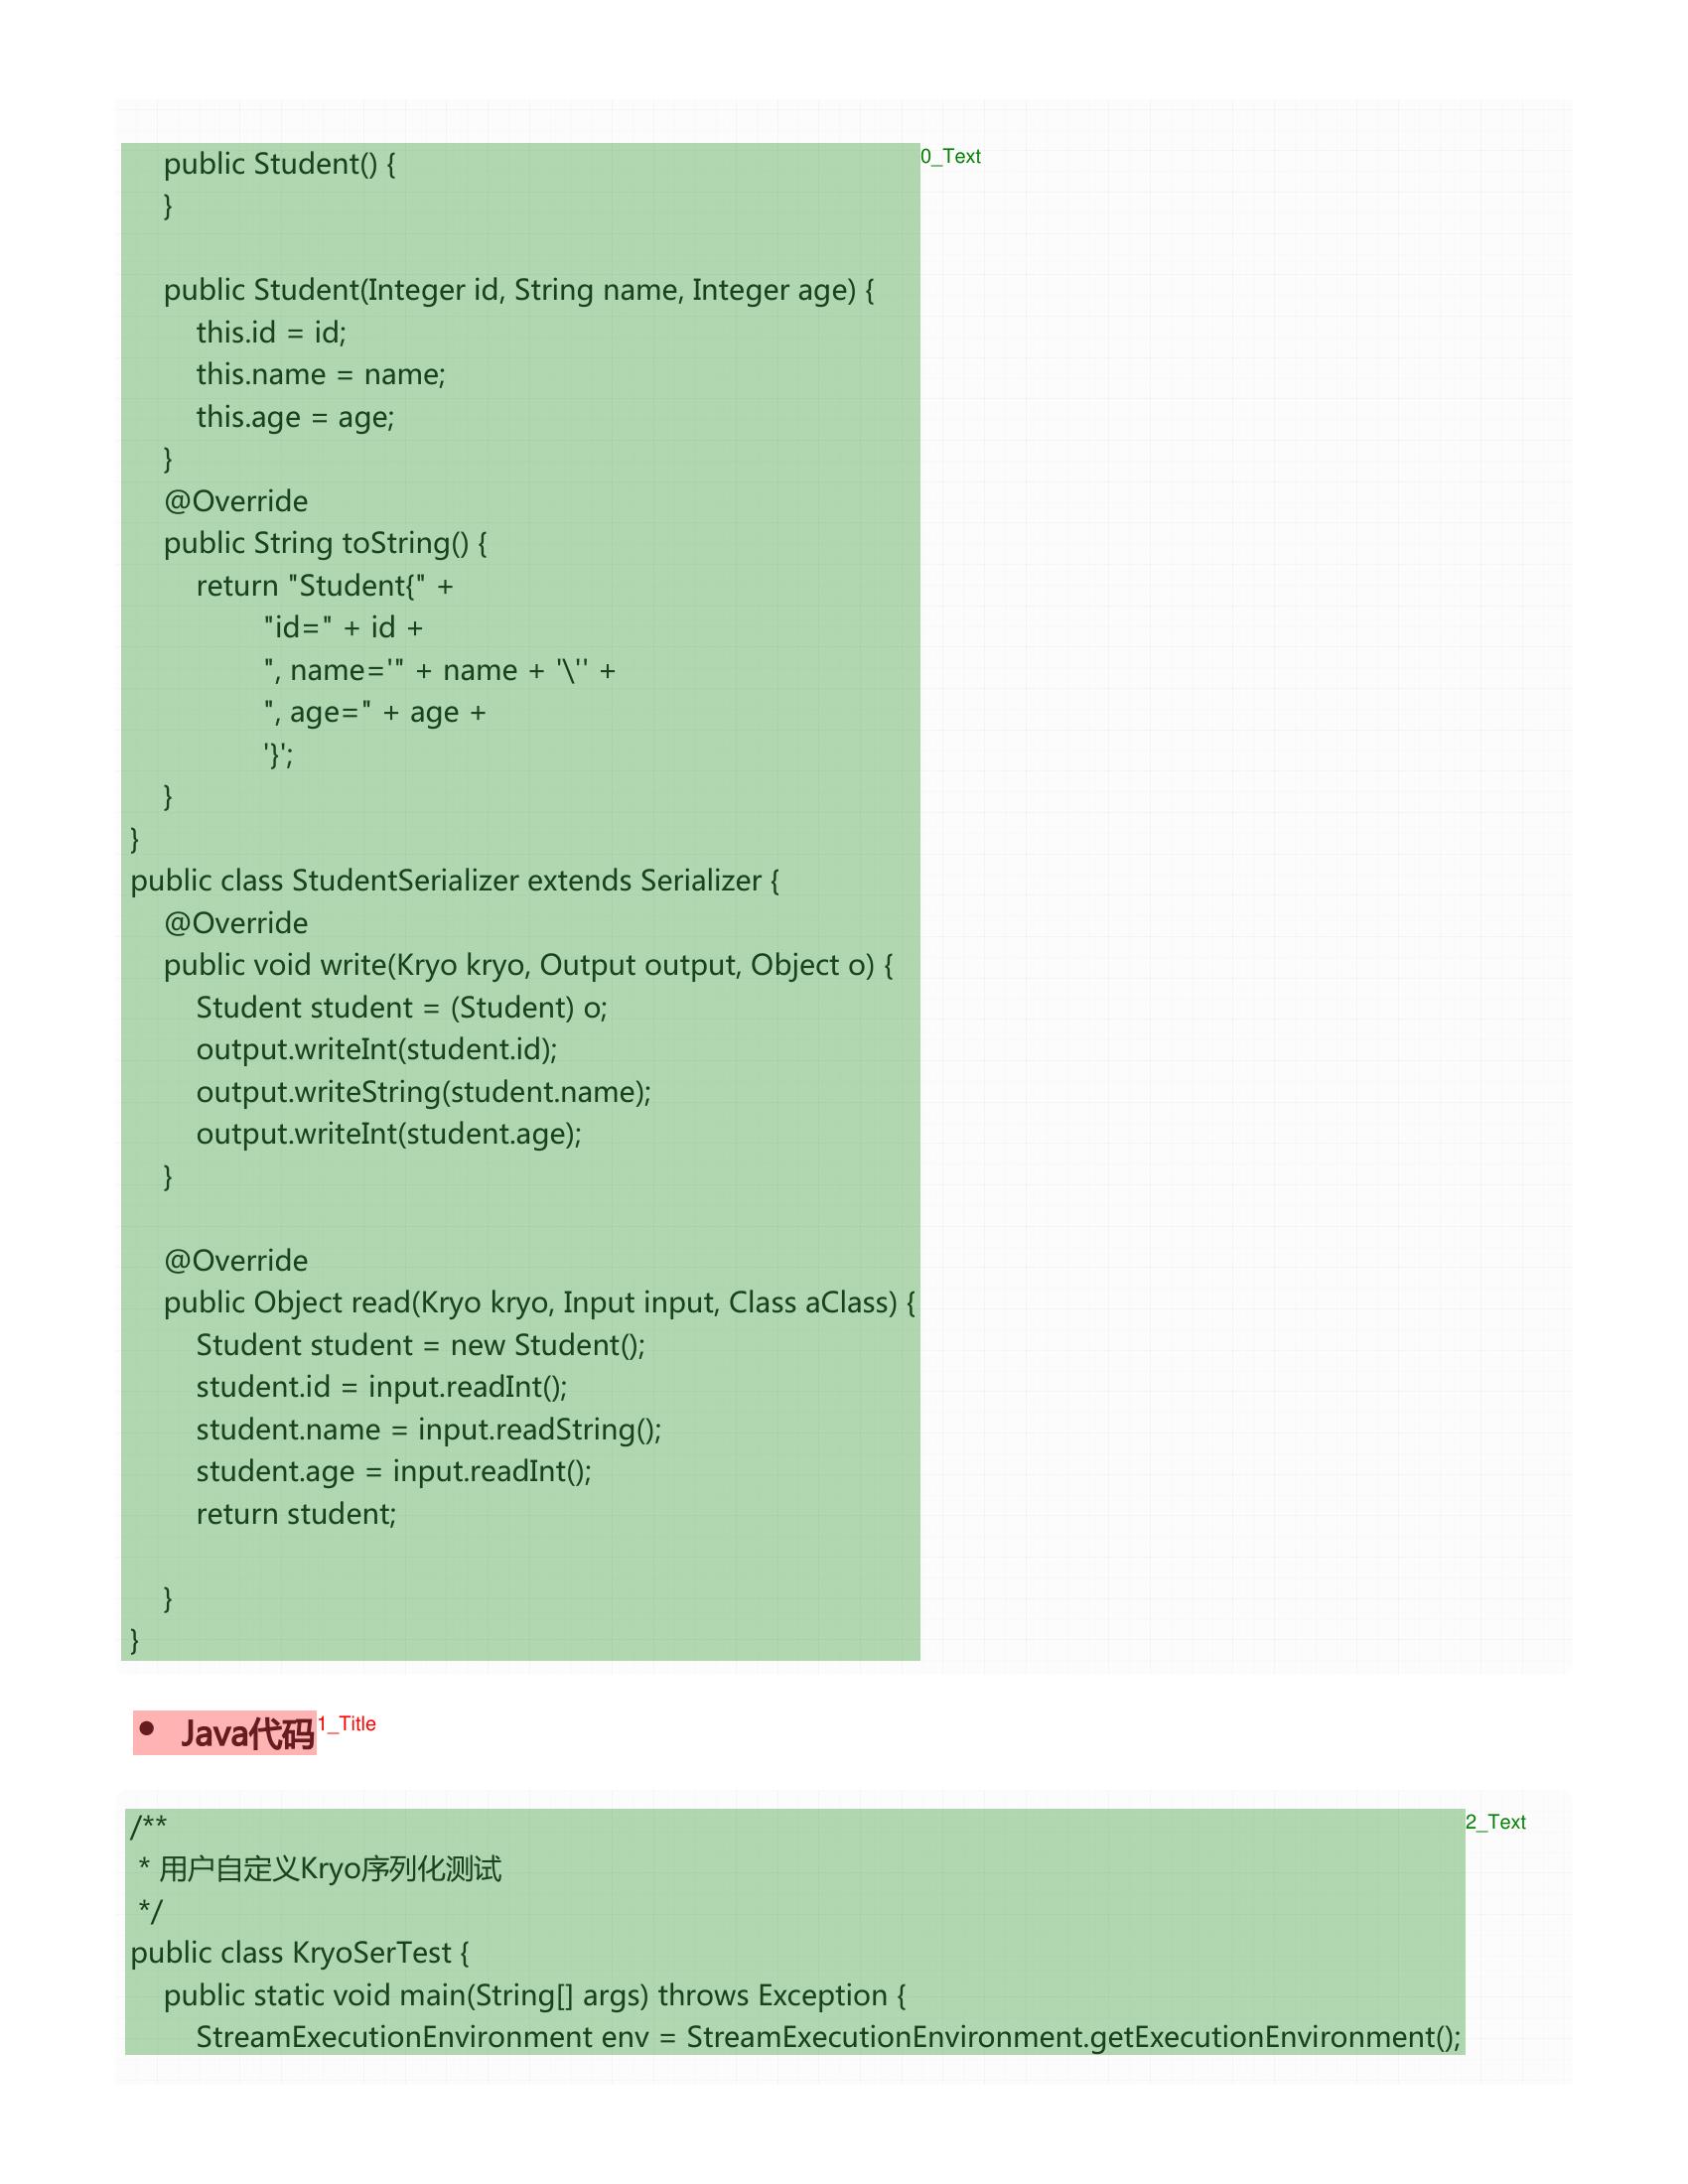 public Student() {
}
public Student(Integer id, String name, Integer age) {
this.id = id;
this.name = name;
this.age = age;
}
@Override
public String toString() {
return "Student{" +
"id=" + id +
", name='" + name + '\'' +
", age=" + age +
'}';
}
}
public class StudentSerializer extends Serializer {
@Override
public void write(Kryo kryo, Output output, Object o) {
Student student = (Student) o;
output.writeInt(student.id);
output.writeString(student.name);
output.writeInt(student.age);
}
@Override
public Object read(Kryo kryo, Input input, Class aClass) {
Student student = new Student();
student.id = input.readInt();
student.name = input.readString();
student.age = input.readInt();
return student;
}
}
0_Text
• Java代码
1_Title
/**
* 用户自定义Kryo序列化测试
*/
public class KryoSerTest {
public static void main(String[] args) throws Exception {
StreamExecutionEnvironment env = StreamExecutionEnvironment.getExecutionEnvironment();
2_Text